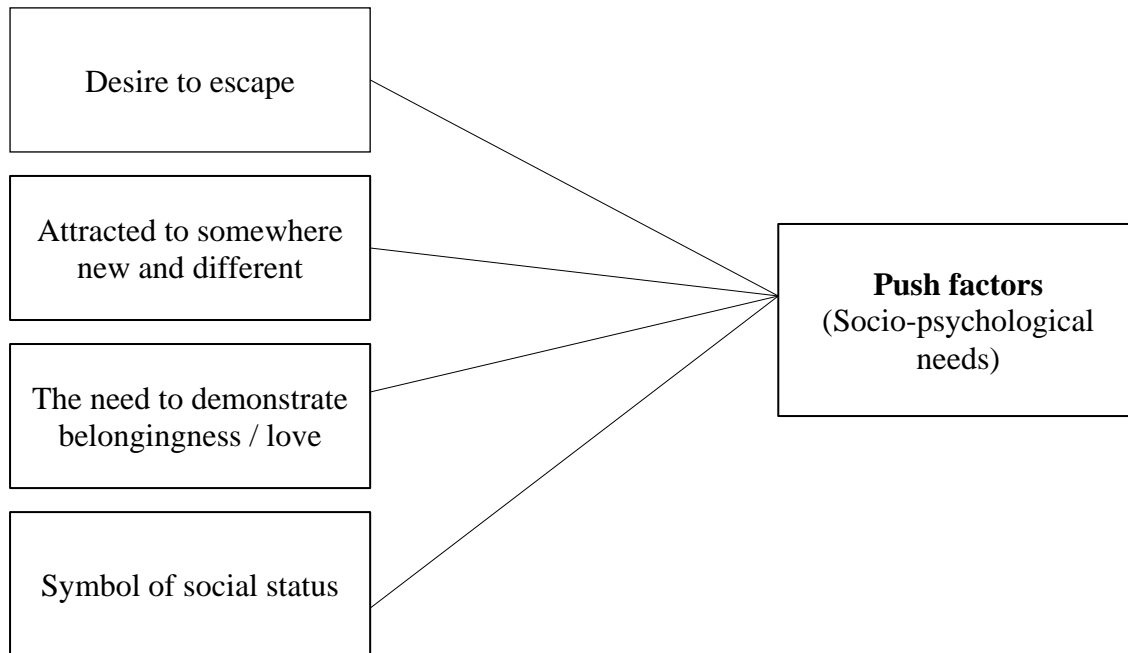 Desire to escape
Attracted to somewhere
new and different
The need to demonstrate
belongingness / love
Symbol of social status
Push factors
(Socio-psychological
needs)